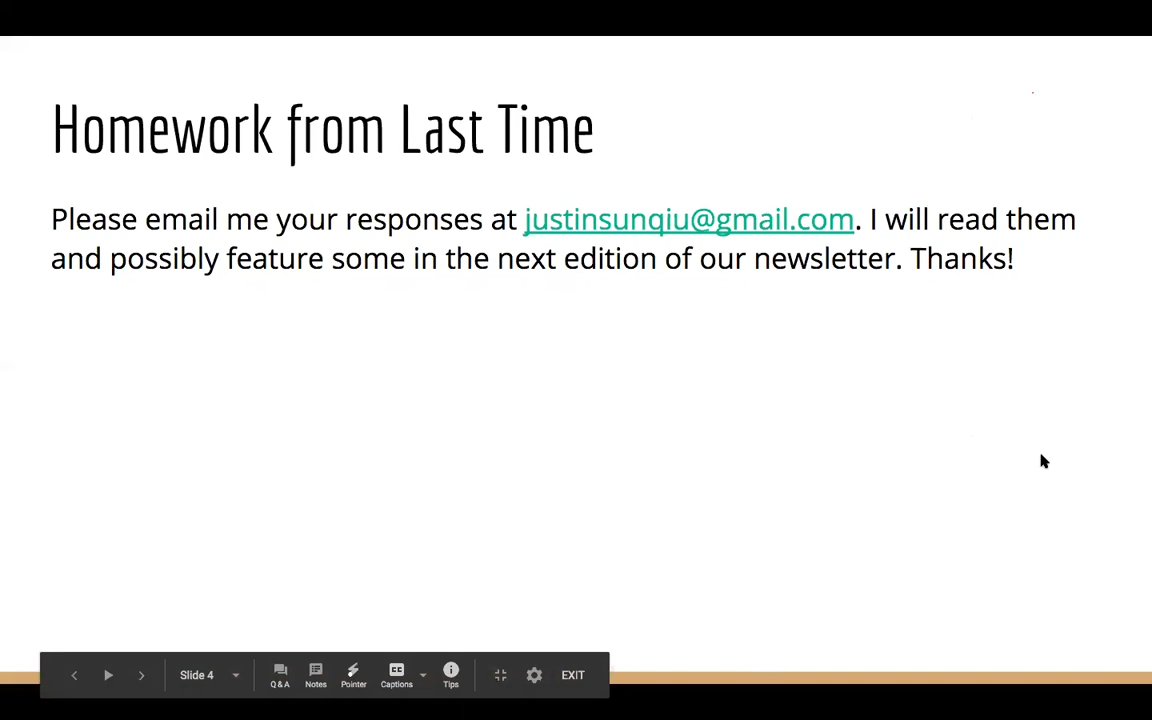 Homework from Last Time
Please email me your responses at justinsunqiu@gmail.com. I will read them
and possibly feature some in the next edition of our newsletter. Thanks!
Slide 4
Q&A
Notes
Pointer
CC
Captions
Tips
EXIT